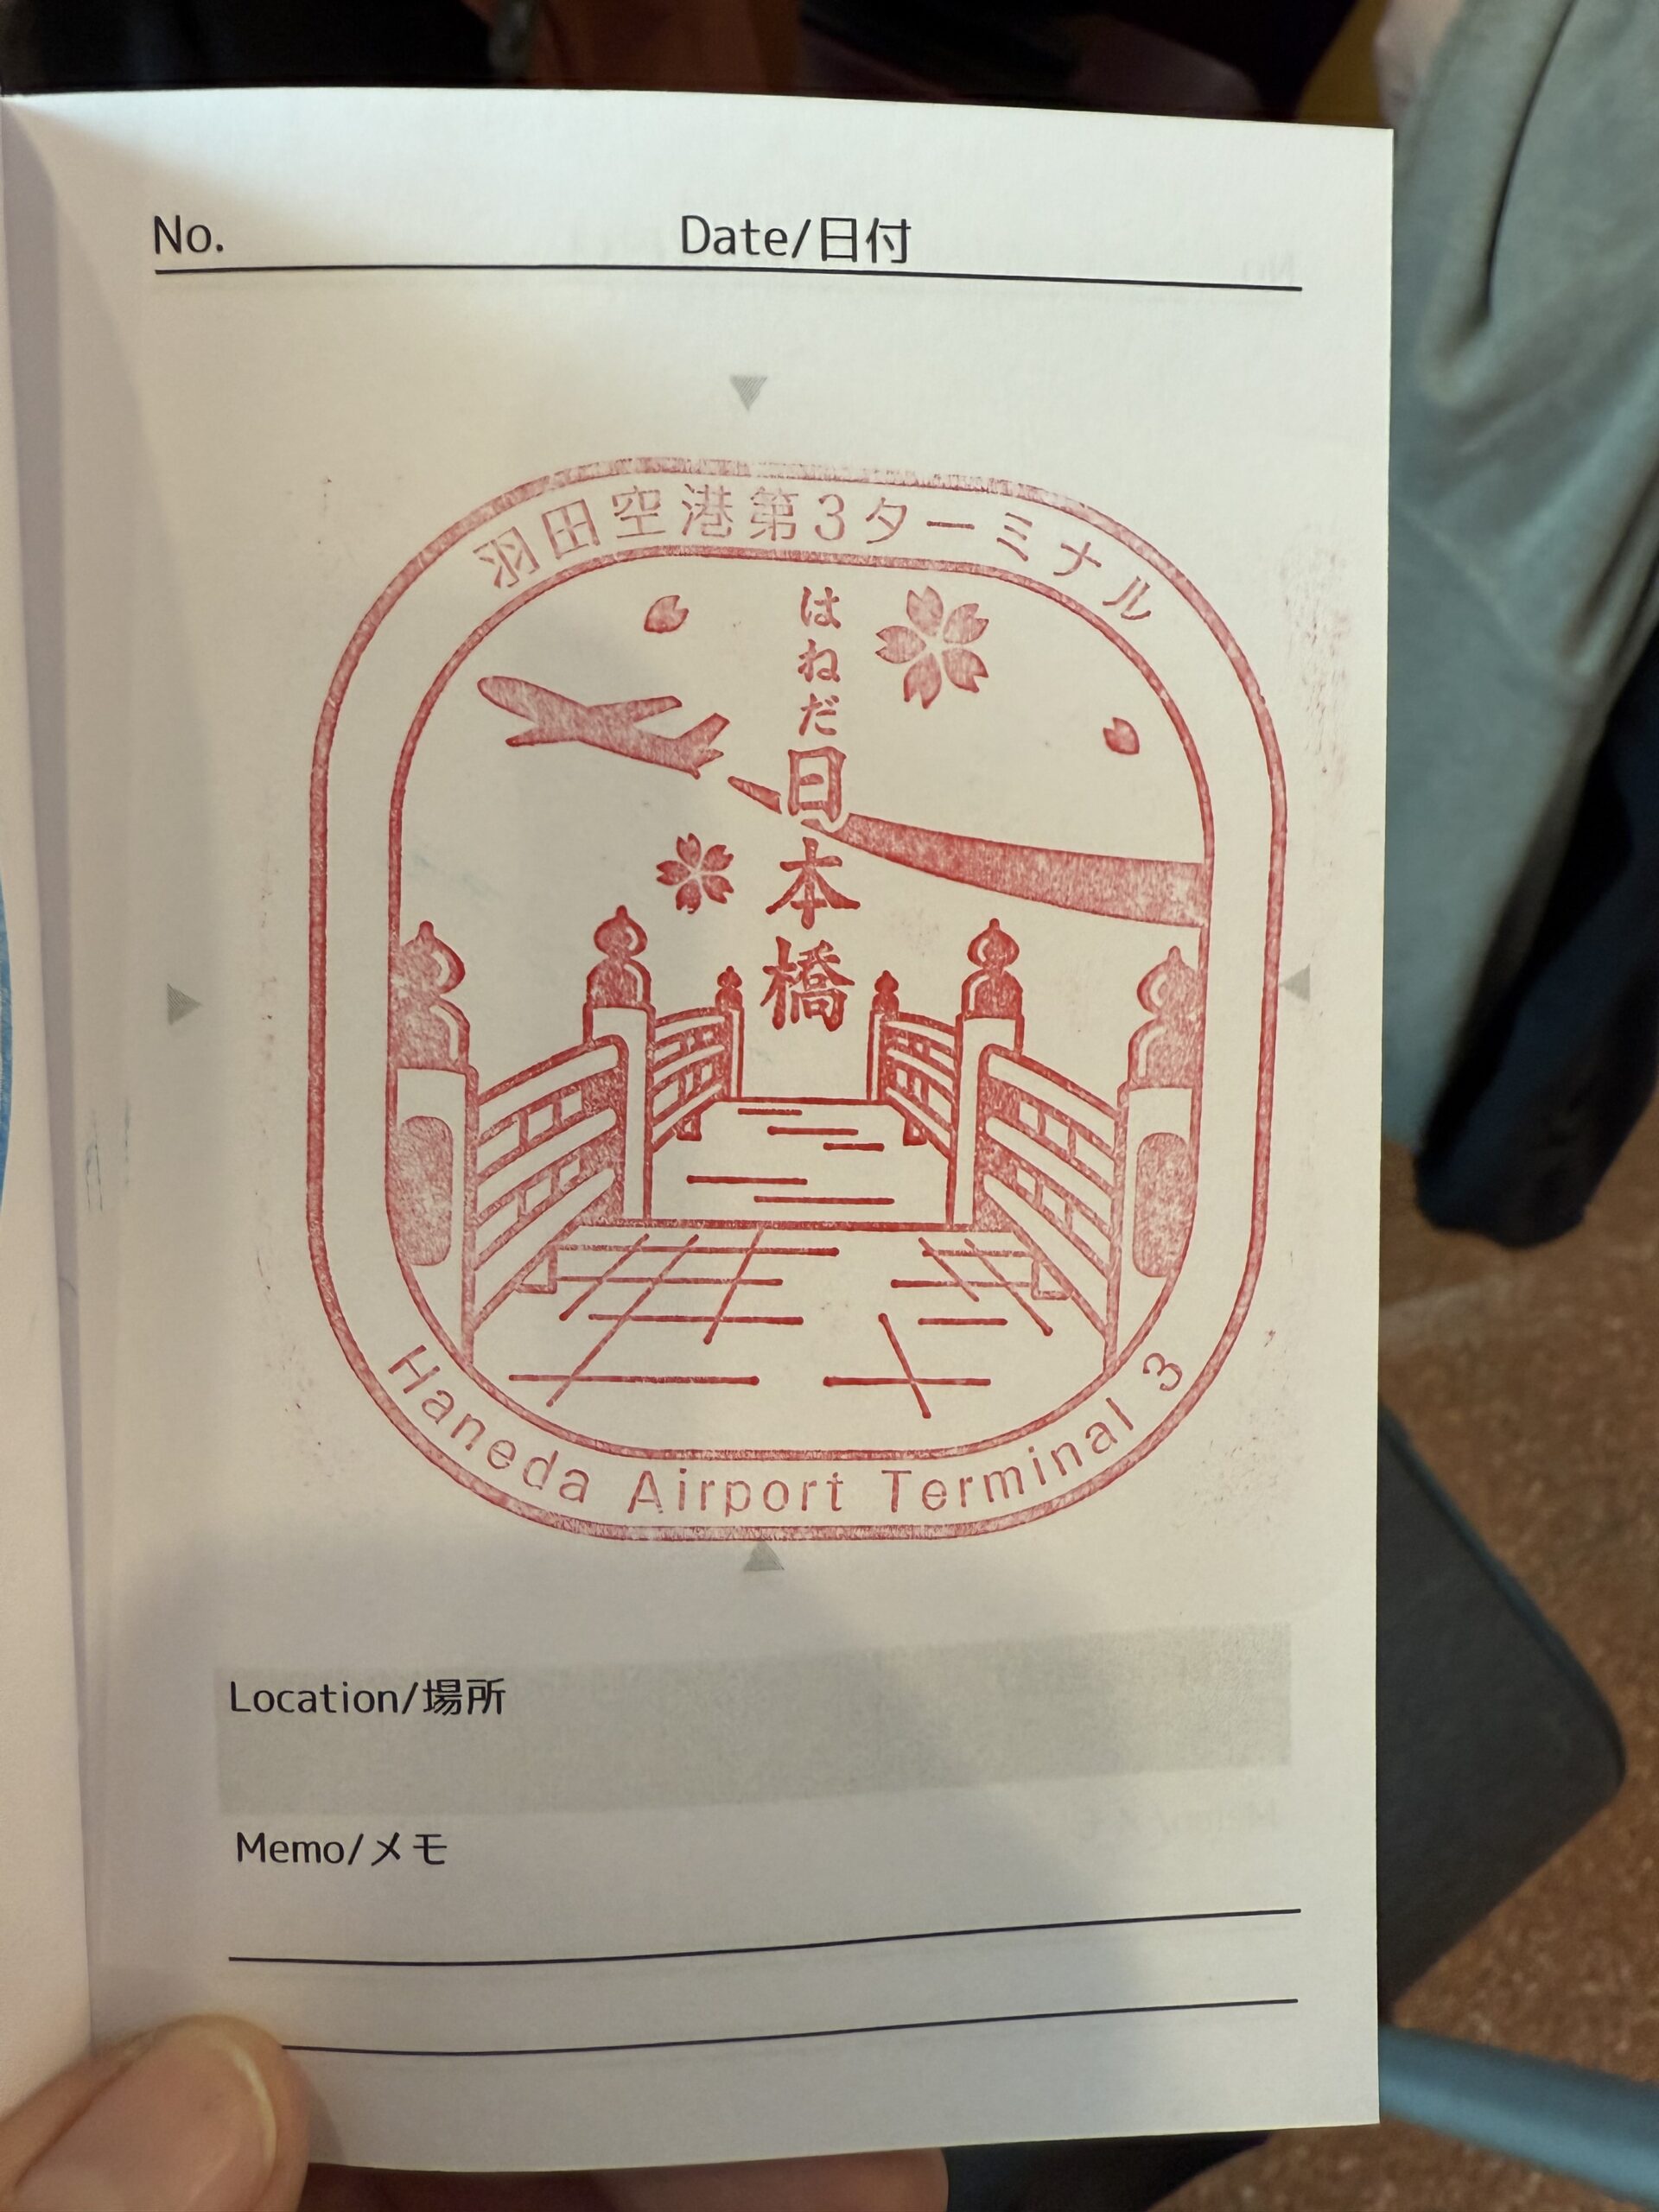 No. Date/日付
羽田空港第3ターミナル
はねだ日本橋
Haneda Airport Terminal 3
Location/場所
Memo/メモ